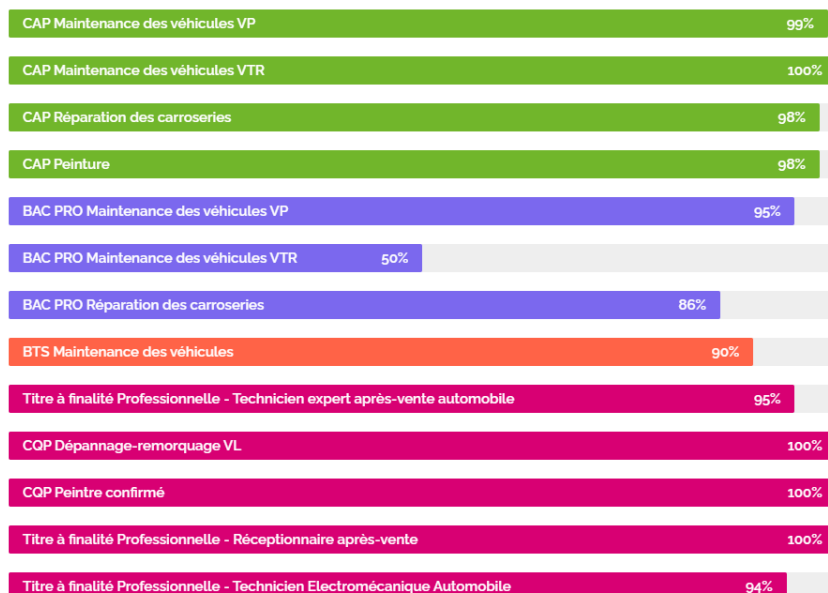 CAP Maintenance des véhicules VP 99%
CAP Maintenance des véhicules VTR 100%
CAP Réparation des carroseries 98%
CAP Peinture 98%
BAC PRO Maintenance des véhicules VP 95%
BAC PRO Maintenance des véhicules VTR 50%
BAC PRO Réparation des carroseries 86%
BTS Maintenance des véhicules 90%
Titre à finalité Professionnelle - Technicien expert après-vente automobile 95%
CQP Dépannage-remorquage VL 100%
CQP Peintre confirmé 100%
Titre à finalité Professionnelle - Réceptionnaire après-vente 100%
Titre à finalité Professionnelle - Technicien Electromécanique Automobile 94%